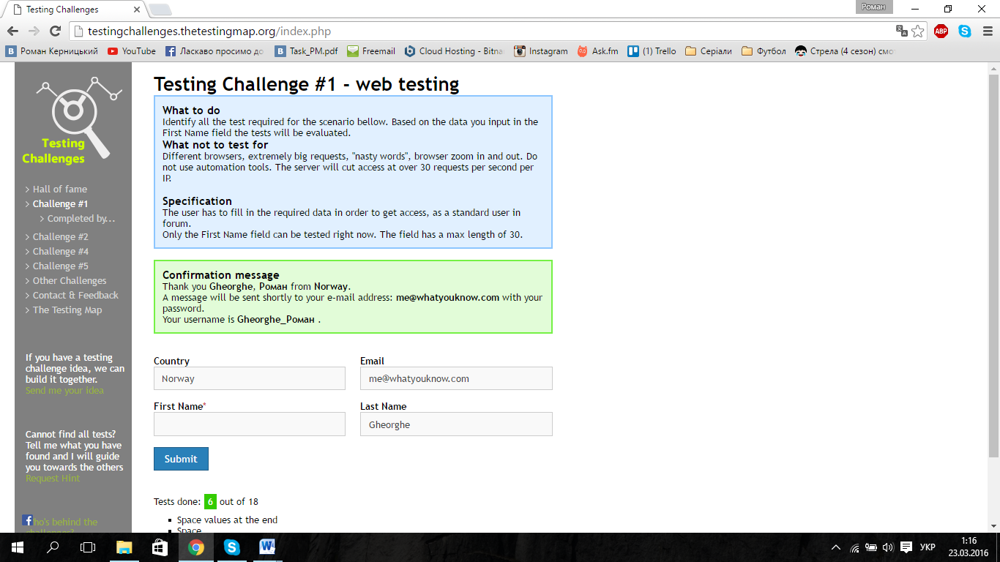 Testing Challenges
Роман
testingchallenges.thetestingmap.org/index.php
Роман Керницький
YouTube
Ласкаво просимо до
Task_PM.pdf
Freemail
Cloud Hosting - Bitna
Instagram
Ask.fm
(1) Trello
Серіали
Футбол
Стрела (4 сезон) смо
ABP
Testing
Challenges
Hall of fame
Challenge #1
Completed by...
Challenge #2
Challenge #4
Challenge #5
Other Challenges
Contact & Feedback
The Testing Map
If you have a testing
challenge idea, we can
build it together.
Send me your idea
Cannot find all tests?
Tell me what you have
found and I will guide
you towards the others
Request Hint
ho's behind the
challenges?
Testing Challenge #1 - web testing
What to do
Identify all the test required for the scenario bellow. Based on the data you input in the
First Name field the tests will be evaluated.
What not to test for
Different browsers, extremely big requests, "nasty words", browser zoom in and out. Do
not use automation tools. The server will cut access at over 30 requests per second per
IP.
Specification
The user has to fill in the required data in order to get access, as a standard user in
forum.
Only the First Name field can be tested right now. The field has a max length of 30.
Confirmation message
Thank you Gheorghe, Роман from Norway.
A message will be sent shortly to your e-mail address: me@whatyouknow.com with your
password.
Your username is Gheorghe_Роман .
Country
Norway
Email
me@whatyouknow.com
First Name*
Last Name
Gheorghe
Submit
Tests done: 6 out of 18
Space values at the end
Space
УКР
1:16
23.03.2016